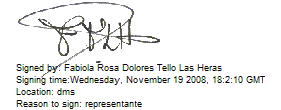 Signed by: Fabiola Rosa Dolores Tello Las Heras
Signing time:Wednesday, November 19 2008, 18:2:10 GMT
Location: dms
Reason to sign: representante